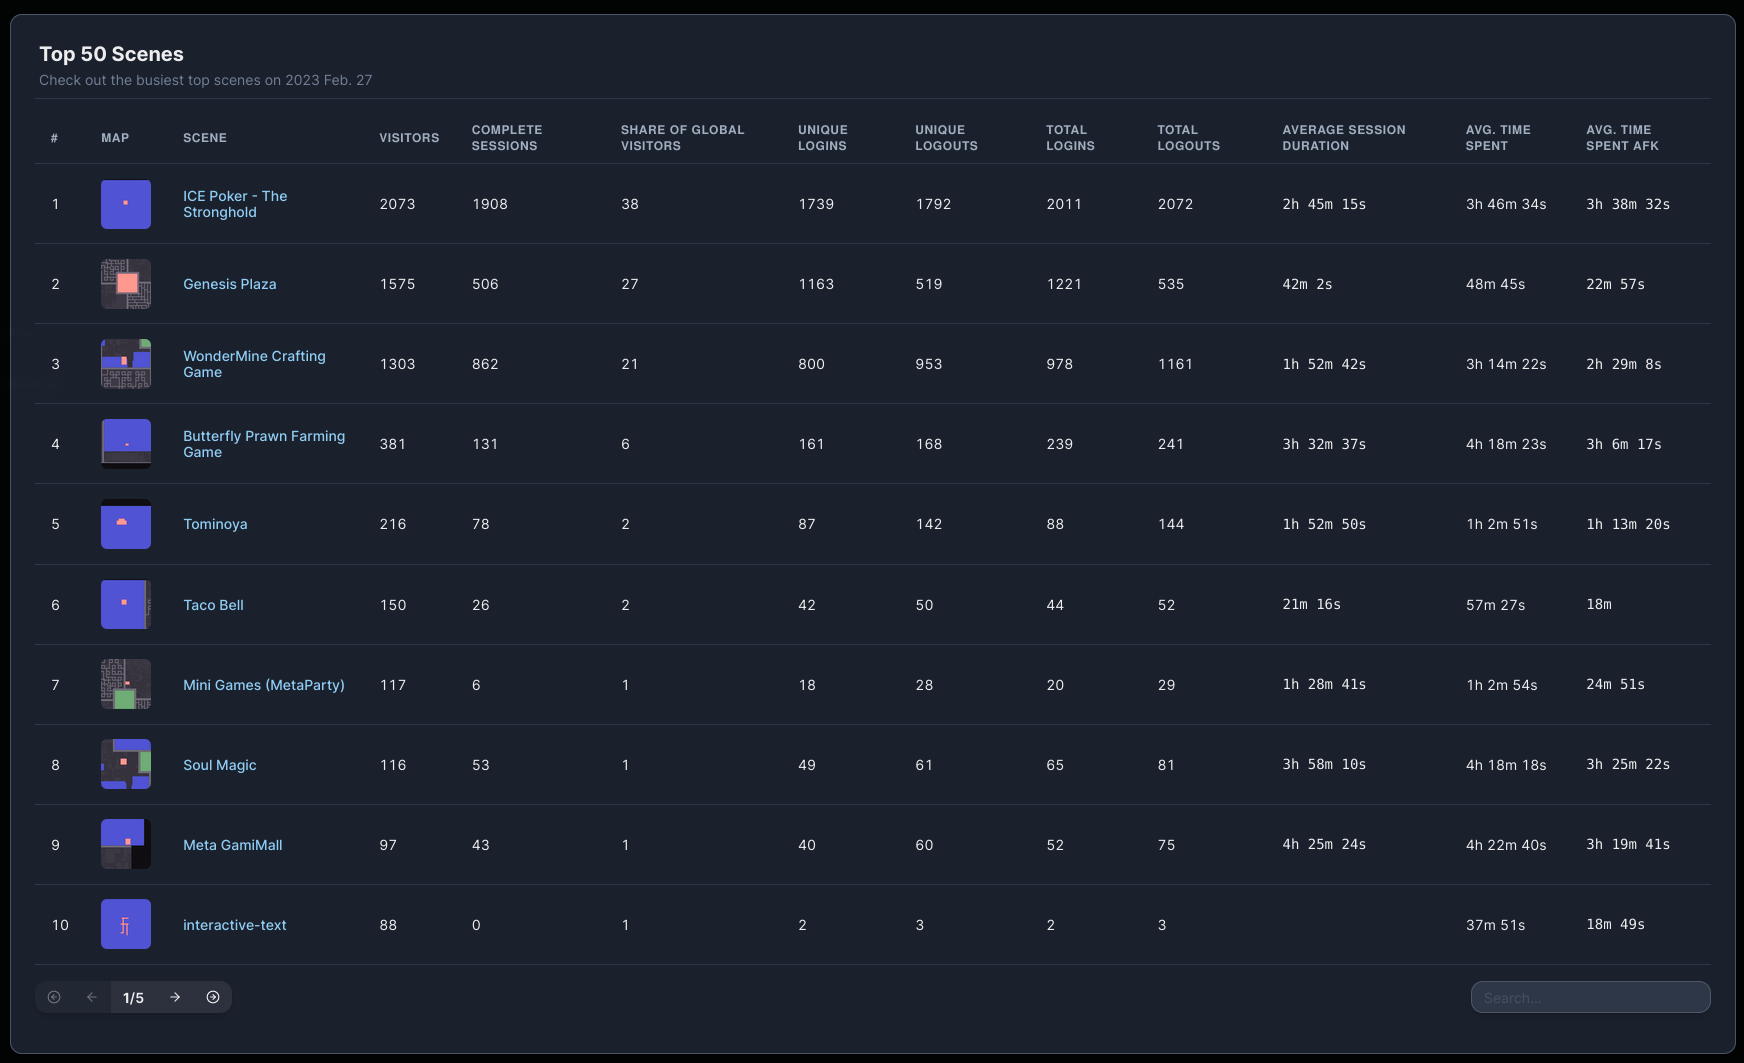 Top 50 Scenes
Check out the busiest top scenes on 2023 Feb. 27
# MAP SCENE VISITORS COMPLETE SESSIONS SHARE OF GLOBAL VISITORS UNIQUE LOGINS UNIQUE LOGOUTS TOTAL LOGINS TOTAL LOGOUTS AVERAGE SESSION DURATION AVG. TIME SPENT AVG. TIME SPENT AFK
1 ICE Poker - The Stronghold 2073 1908 38 1739 1792 2011 2072 2h 45m 15s 3h 46m 34s 3h 38m 32s
2 Genesis Plaza 1575 506 27 1163 519 1221 535 42m 2s 48m 45s 22m 57s
3 WonderMine Crafting Game 1303 862 21 800 953 978 1161 1h 52m 42s 3h 14m 22s 2h 29m 8s
4 Butterfly Prawn Farming Game 381 131 6 161 168 239 241 3h 32m 37s 4h 18m 23s 3h 6m 17s
5 Tominoya 216 78 2 87 142 88 144 1h 52m 50s 1h 2m 51s 1h 13m 20s
6 Taco Bell 150 26 2 42 50 44 52 21m 16s 57m 27s 18m
7 Mini Games (MetaParty) 117 6 1 18 28 20 29 1h 28m 41s 1h 2m 54s 24m 51s
8 Soul Magic 116 53 1 49 61 65 81 3h 58m 10s 4h 18m 18s 3h 25m 22s
9 Meta GamiMall 97 43 1 40 60 52 75 4h 25m 24s 4h 22m 40s 3h 19m 41s
10 interactive-text 88 0 1 2 3 2 3 37m 51s 18m 49s
1/5
Search...